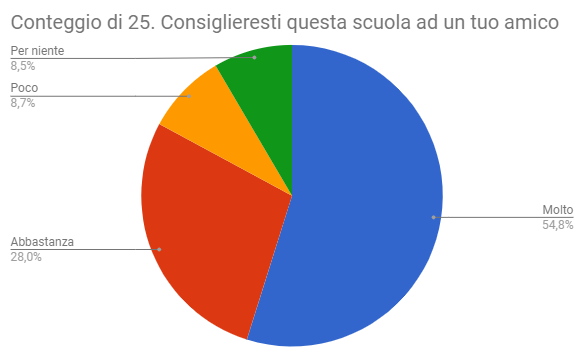 Conteggio di 25. Consiglieresti questa scuola ad un tuo amico
Per niente
8,5%
Poco
8,7%
Molto
54,8%
Abbastanza
28,0%